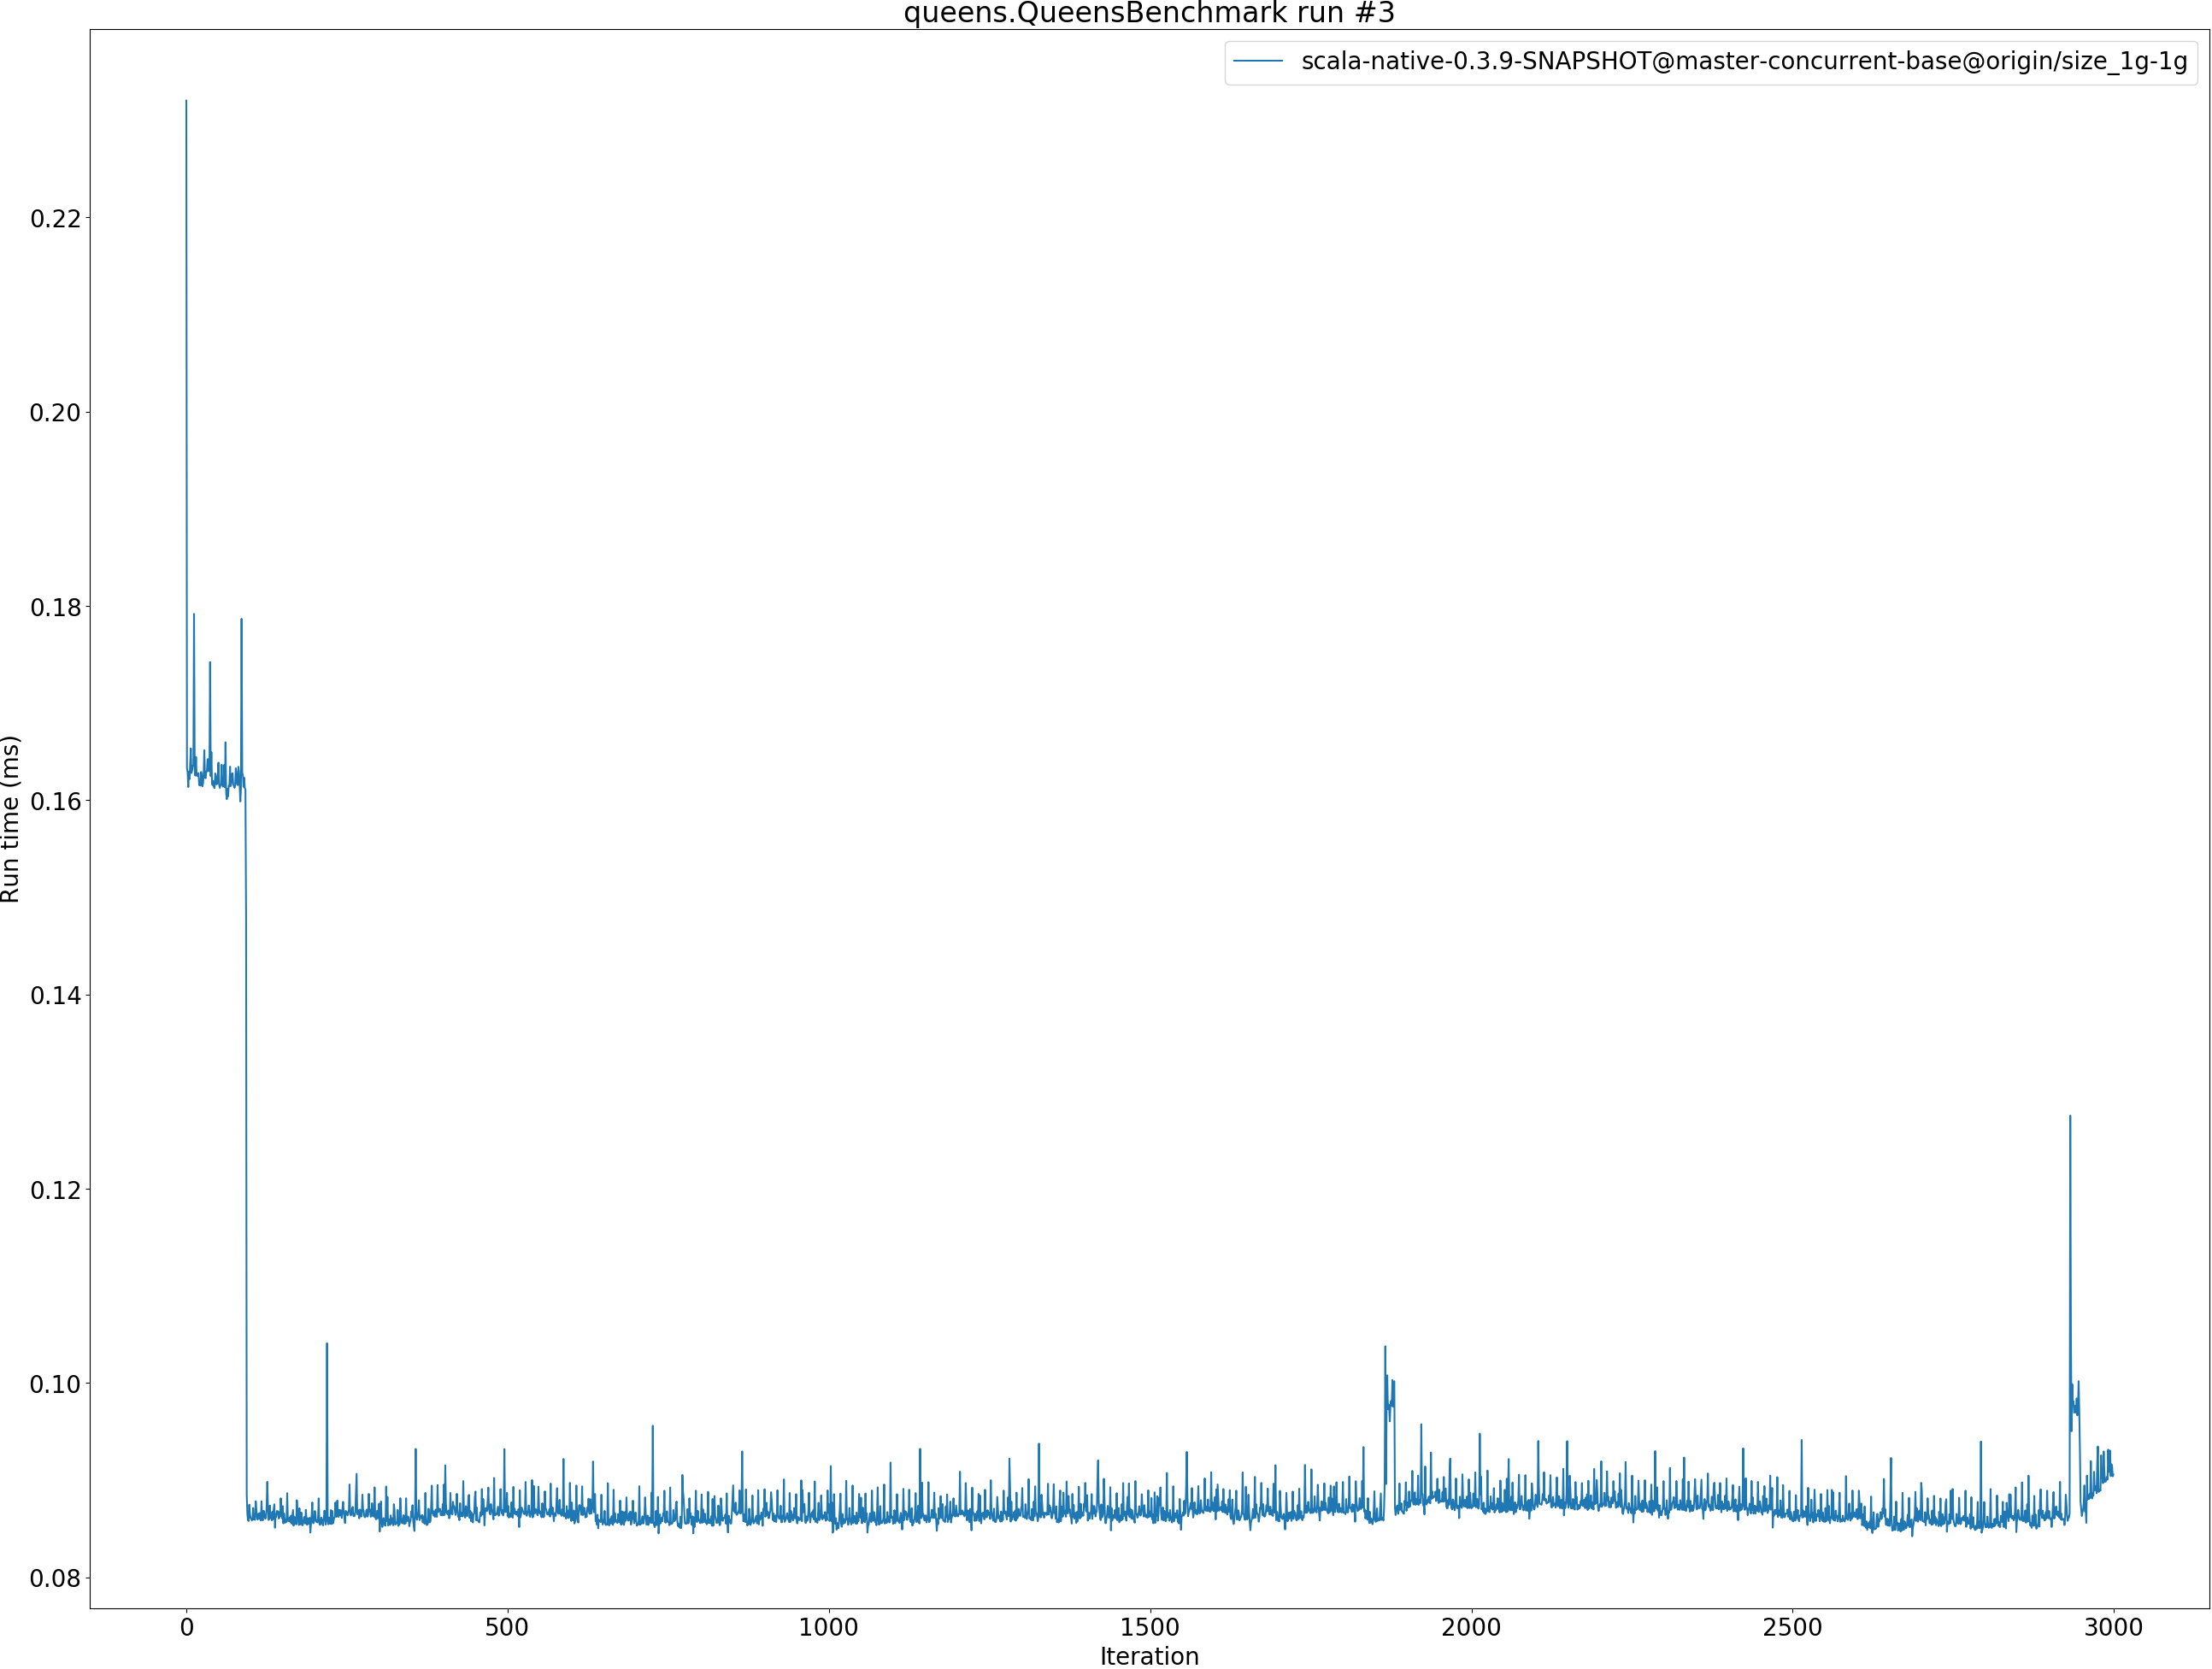 queens.QueensBenchmark run #3
scala-native-0.3.9-SNAPSHOT@master-concurrent-base@origin/size_1g-1g
0.22
0.20
0.18
0.16
0.14
0.12
0.10
0.08
Run time (ms)
0 500 1000 1500 2000 2500 3000
Iteration